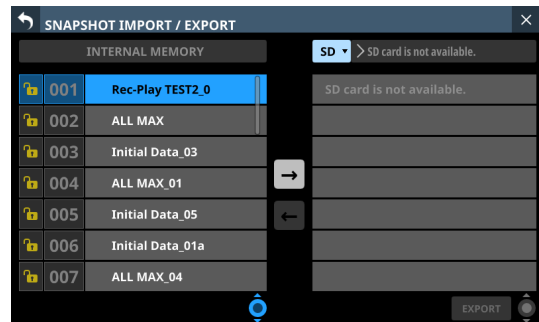 SNAPSHOT IMPORT / EXPORT
INTERNAL MEMORY
SD SD card is not available.
001 Rec-Play TEST2_0
SD card is not available.
002 ALL MAX
003 Initial Data_03
004 ALL MAX_01
005 Initial Data_05
006 Initial Data_01a
007 ALL MAX_04
EXPORT